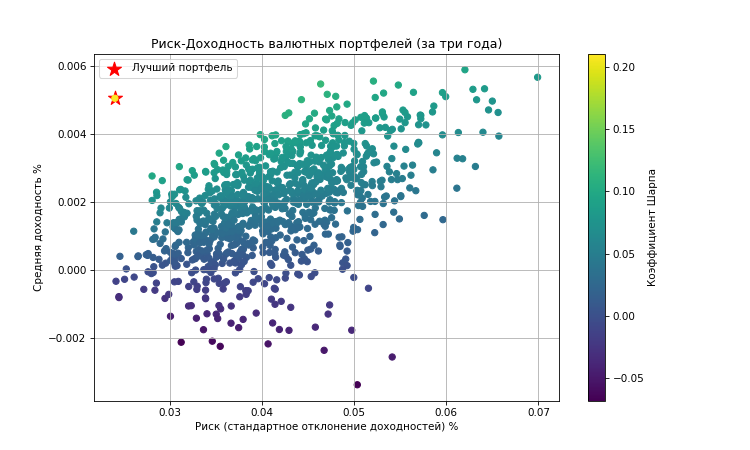 Риск-Доходность валютных портфелей (за три года)
Лучший портфель
0.006
0.004
0.002
0.000
−0.002
Средняя доходность %
0.03 0.04 0.05 0.06 0.07
Риск (стандартное отклонение доходностей) %
0.20
0.15
0.10
0.05
0.00
−0.05
Коэффициент Шарпа